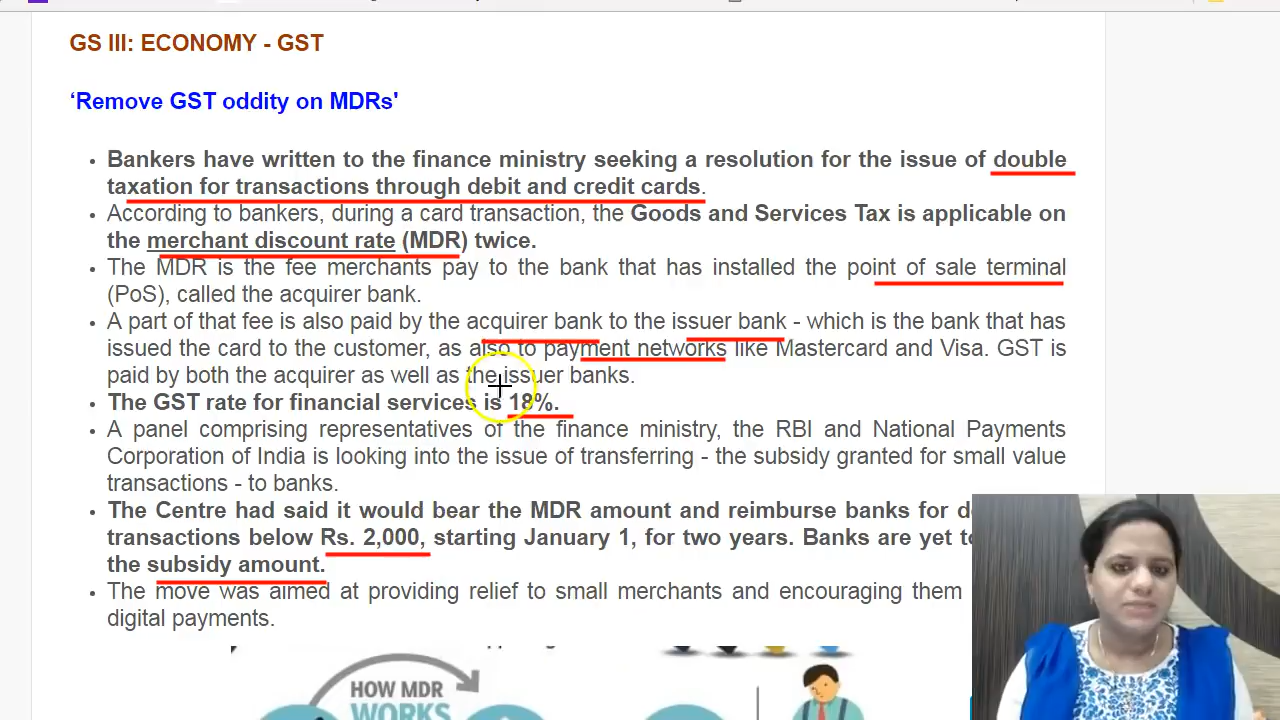 GS III: ECONOMY - GST
‘Remove GST oddity on MDRs'
• Bankers have written to the finance ministry seeking a resolution for the issue of double
taxation for transactions through debit and credit cards.
• According to bankers, during a card transaction, the Goods and Services Tax is applicable on
the merchant discount rate (MDR) twice.
• The MDR is the fee merchants pay to the bank that has installed the point of sale terminal
(PoS), called the acquirer bank.
• A part of that fee is also paid by the acquirer bank to the issuer bank - which is the bank that has
issued the card to the customer, as also to payment networks like Mastercard and Visa. GST is
paid by both the acquirer as well as the issuer banks.
• The GST rate for financial services is 18%.
• A panel comprising representatives of the finance ministry, the RBI and National Payments
Corporation of India is looking into the issue of transferring - the subsidy granted for small value
transactions - to banks.
• The Centre had said it would bear the MDR amount and reimburse banks for
transactions below Rs. 2,000, starting January 1, for two years. Banks are yet
the subsidy amount.
• The move was aimed at providing relief to small merchants and encouraging them
digital payments.
HOW MDR
WORKS